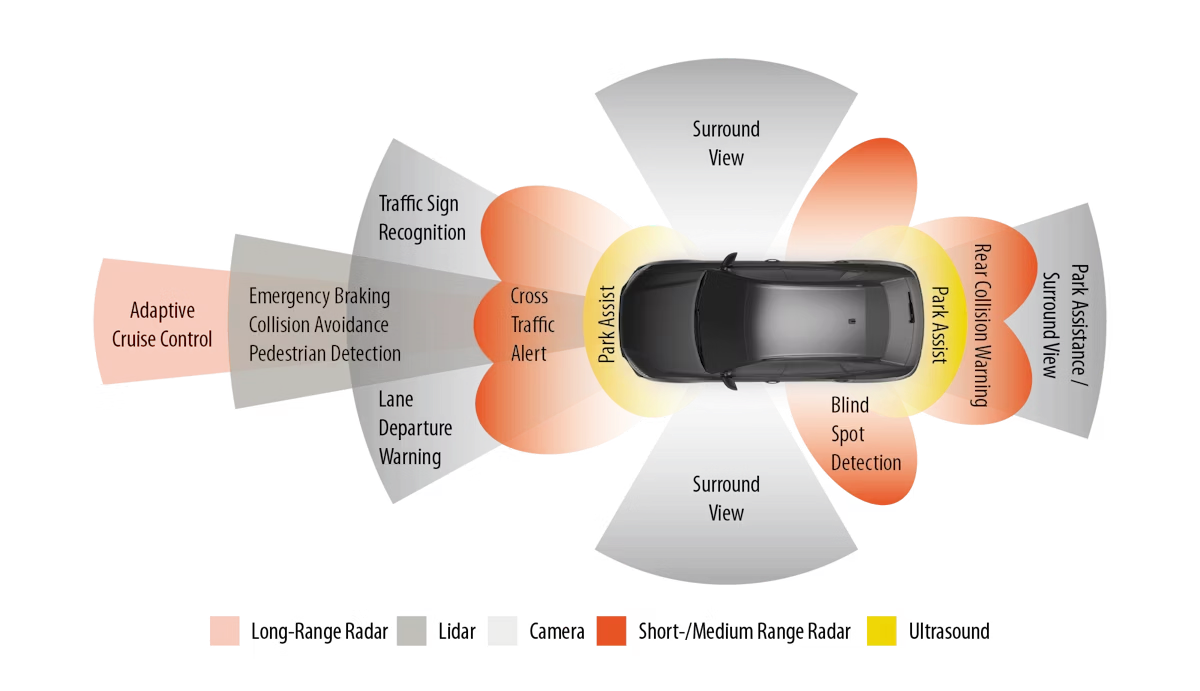 Surround
View
Traffic Sign
Recognition
Adaptive
Cruise Control
Emergency Braking
Collision Avoidance
Pedestrian Detection
Cross
Traffic
Alert
Park Assist
Park Assist
Rear Collision Warning
Park Assistance /
Surround View
Lane
Departure
Warning
Blind
Spot
Detection
Surround
View
Long-Range Radar
Lidar
Camera
Short-/Medium Range Radar
Ultrasound